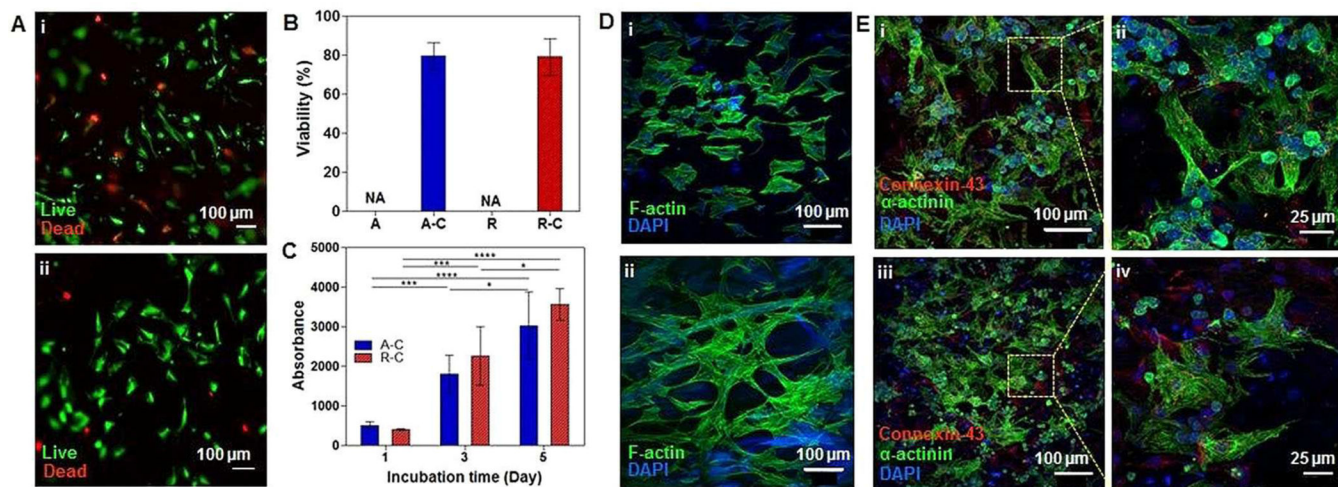 A
i
Live
Dead
100 µm
ii
Live
Dead
100 µm
B
Viability (%)
100
80
60
40
20
0
NA
NA
A
A-C
R
R-C
C
Absorbance
5000
4000
3000
2000
1000
0
****
***
*
****
***
*
A-C
R-C
1
3
5
Incubation time (Day)
D
i
F-actin
DAPI
100 µm
ii
F-actin
DAPI
100 µm
E
i
Connexin-43
α-actinin
DAPI
100 µm
ii
25 µm
iii
Connexin-43
α-actinin
DAPI
100 µm
iv
25 µm